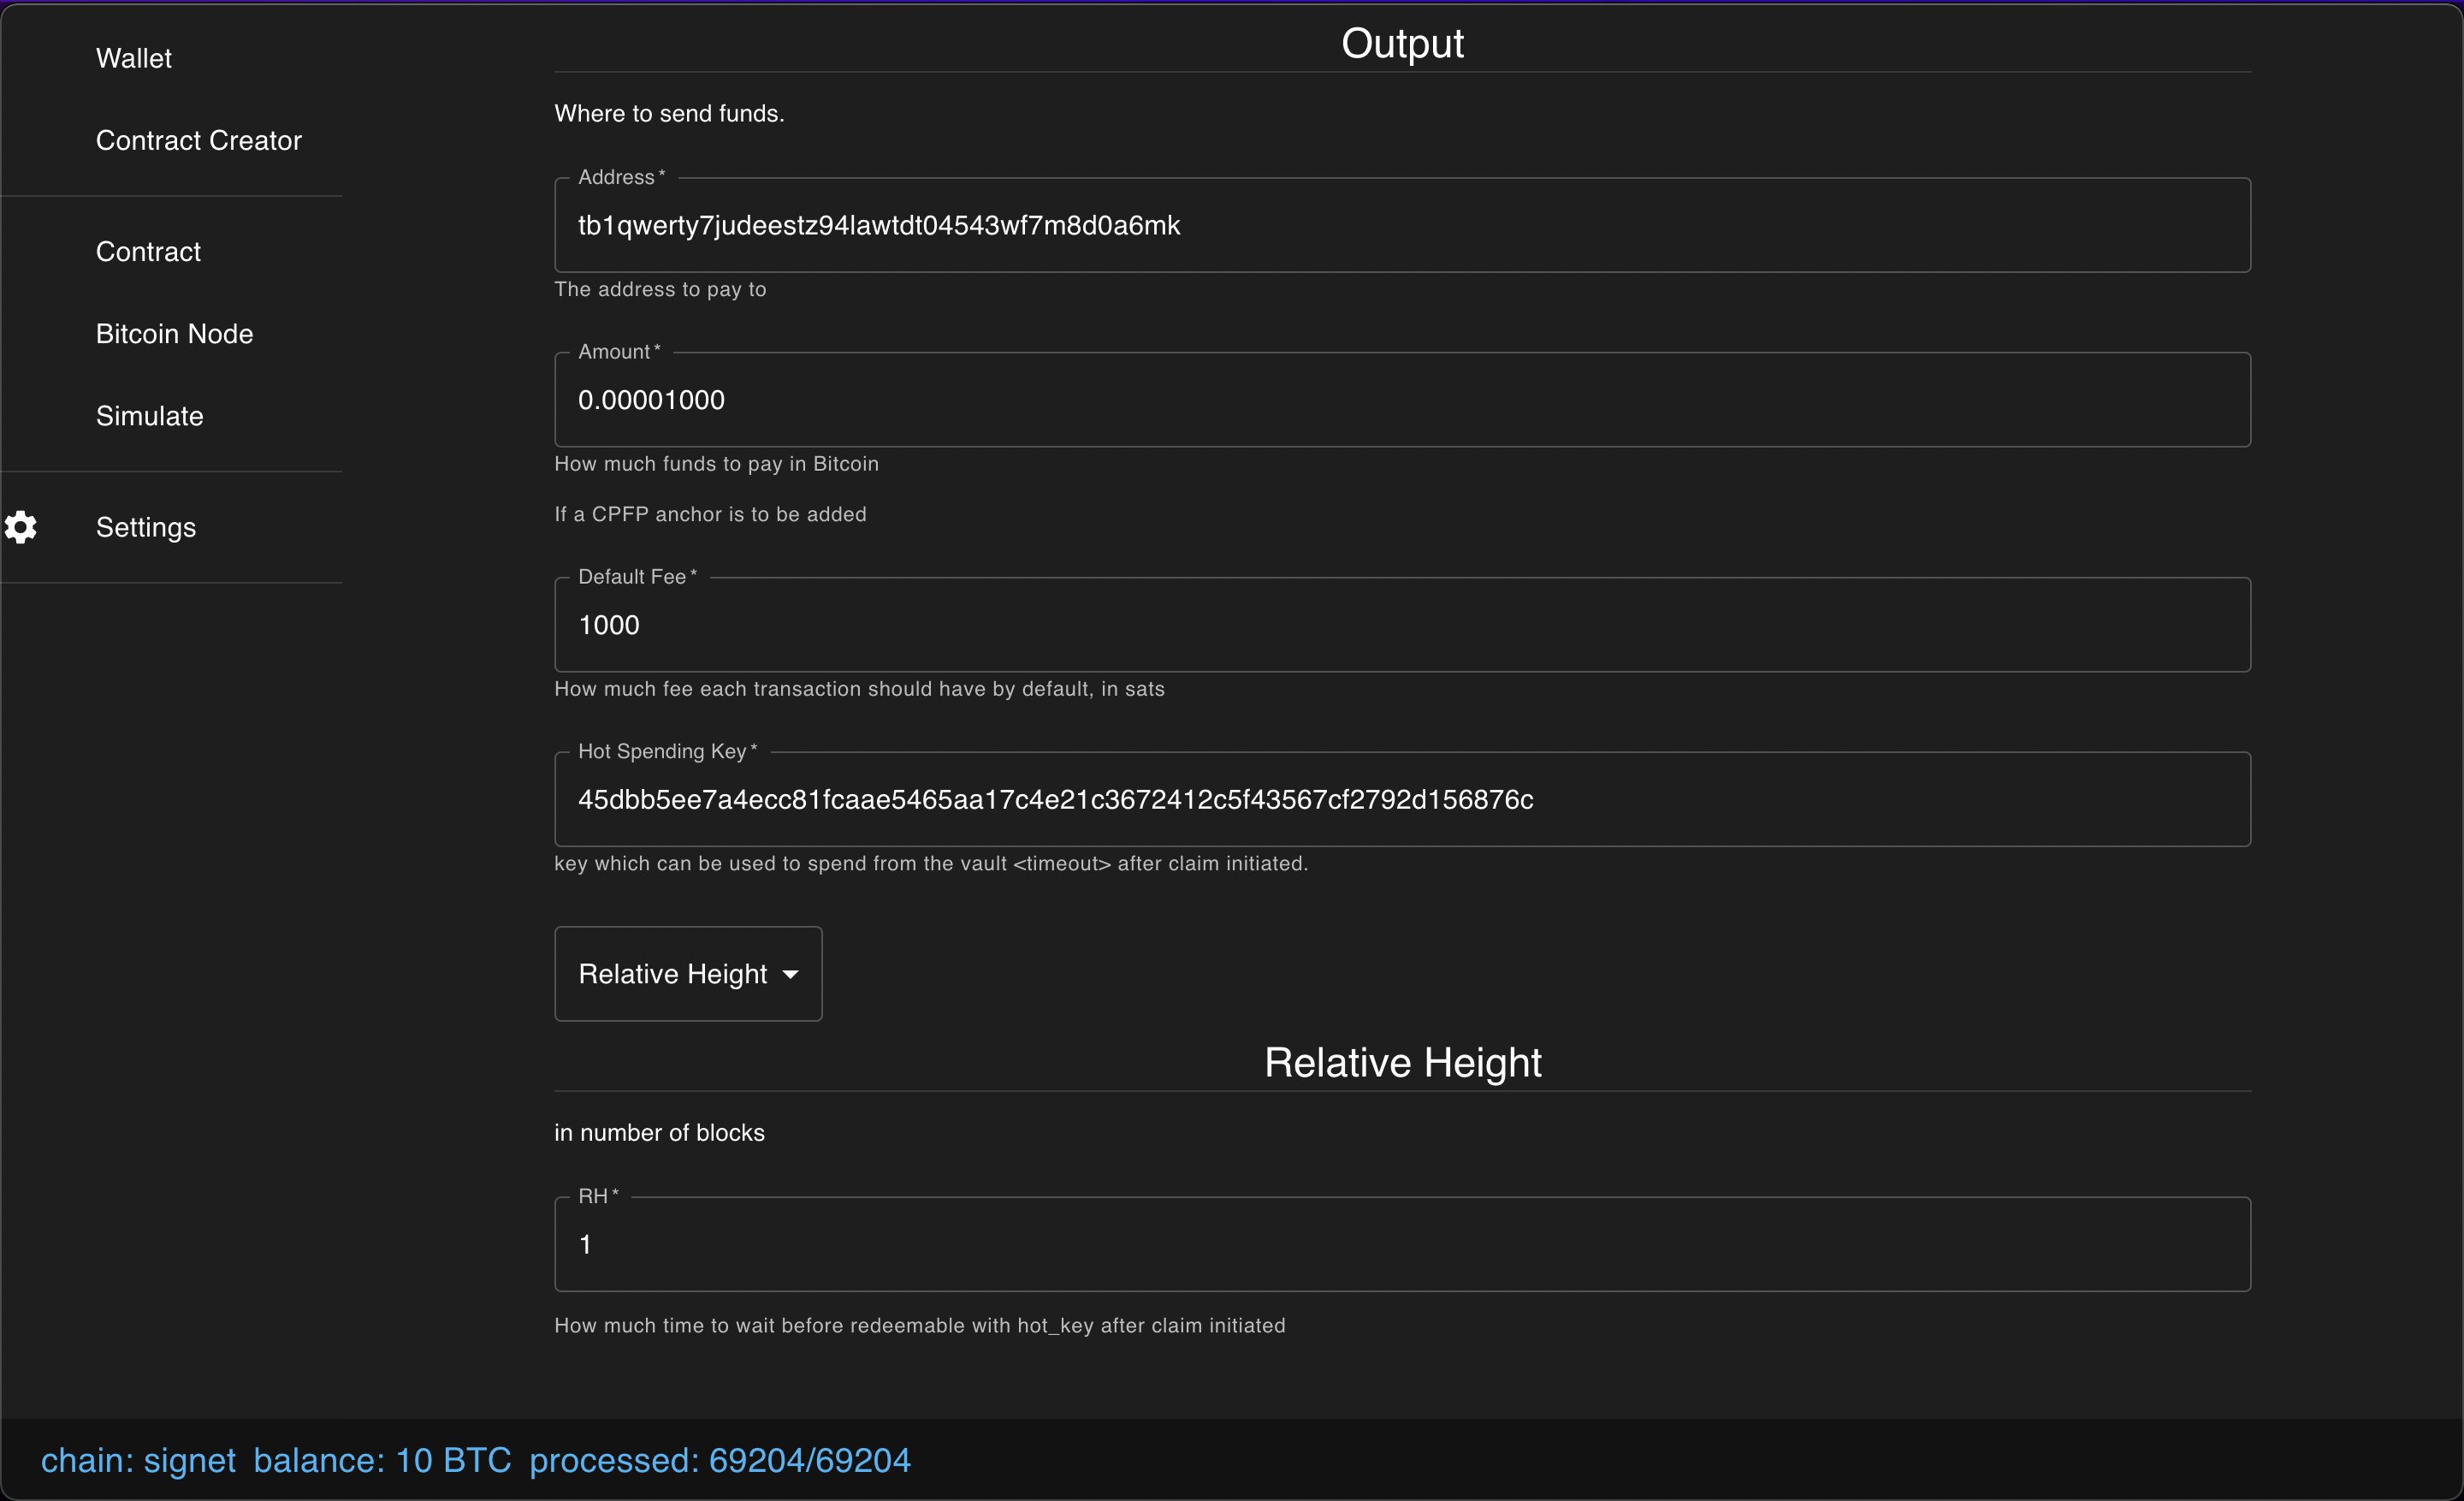 Wallet
Contract Creator
Contract
Bitcoin Node
Simulate
Settings
Output
Where to send funds.
Address *
tb1qwerty7judeestz94lawtdt04543wf7m8d0a6mk
The address to pay to
Amount *
0.00001000
How much funds to pay in Bitcoin
If a CPFP anchor is to be added
Default Fee *
1000
How much fee each transaction should have by default, in sats
Hot Spending Key *
45dbb5ee7a4ecc81fcaae5465aa17c4e21c3672412c5f43567cf2792d156876c
key which can be used to spend from the vault <timeout> after claim initiated.
Relative Height
Relative Height
in number of blocks
RH *
1
How much time to wait before redeemable with hot_key after claim initiated
chain: signet balance: 10 BTC processed: 69204/69204